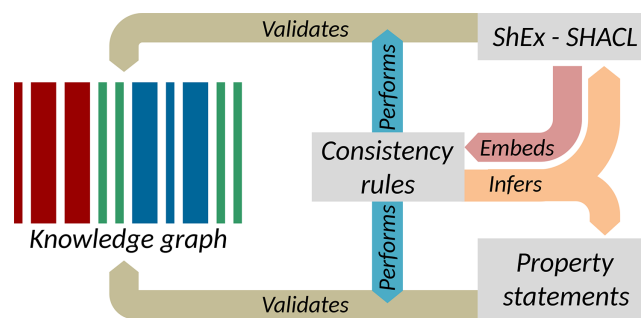 Validates
ShEx - SHACL
Performs
Consistency
rules
Embeds
Infers
Knowledge graph
Performs
Property
statements
Validates